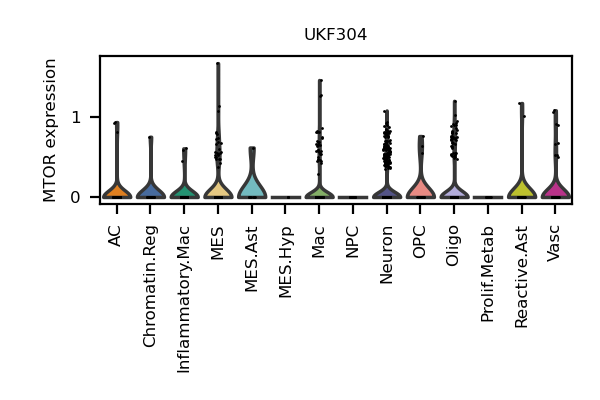 UKF304
MTOR expression
1
0
AC
Chromatin.Reg
Inflammatory.Mac
MES
MES.Ast
MES.Hyp
Mac
NPC
Neuron
OPC
Oligo
Prolif.Metab
Reactive.Ast
Vasc